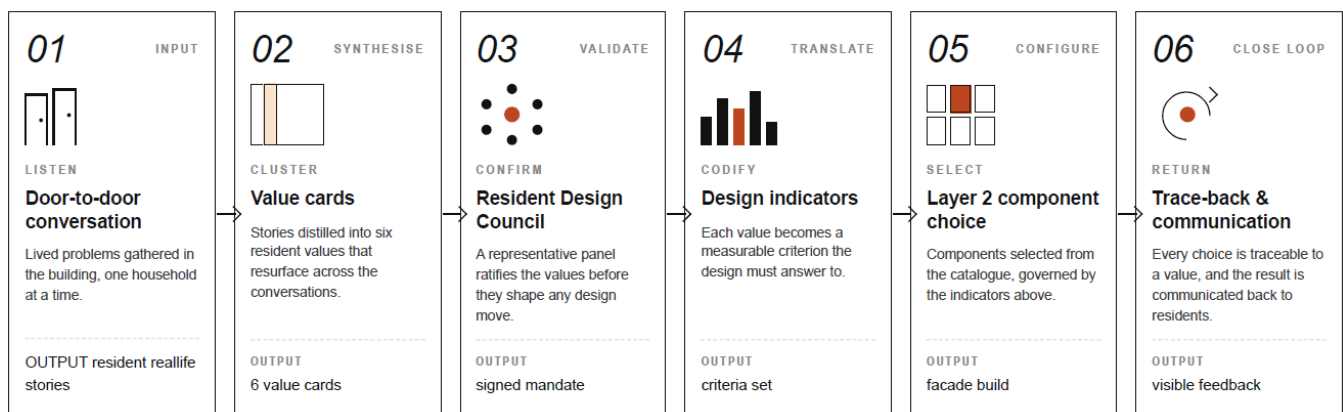 01 INPUT
LISTEN
Door-to-door
conversation
Lived problems gathered in
the building, one household
at a time.
OUTPUT resident reallife
stories
02 SYNTHESISE
CLUSTER
Value cards
Stories distilled into six
resident values that
resurface across the
conversations.
OUTPUT
6 value cards
03 VALIDATE
CONFIRM
Resident Design
Council
A representative panel
ratifies the values before
they shape any design
move.
OUTPUT
signed mandate
04 TRANSLATE
CODIFY
Design indicators
Each value becomes a
measurable criterion the
design must answer to.
OUTPUT
criteria set
05 CONFIGURE
SELECT
Layer 2 component
choice
Components selected from
the catalogue, governed by
the indicators above.
OUTPUT
facade build
06 CLOSE LOOP
RETURN
Trace-back &
communication
Every choice is traceable to
a value, and the result is
communicated back to
residents.
OUTPUT
visible feedback